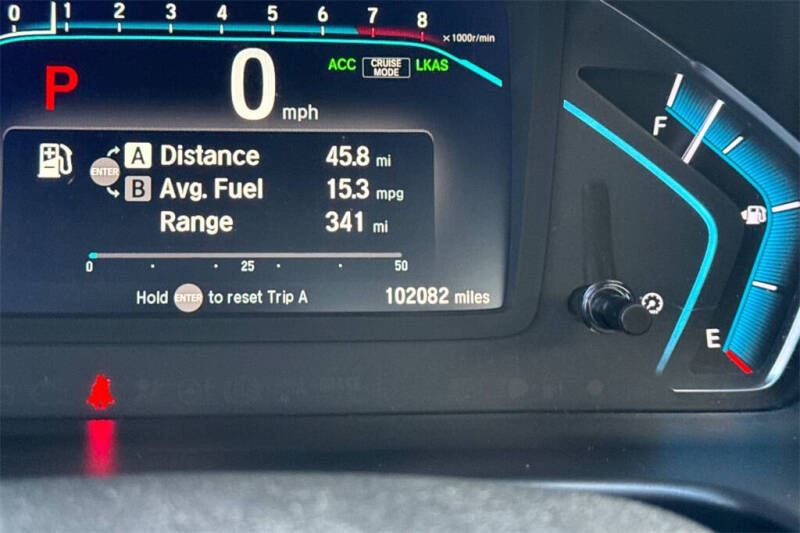 0 1 2 3 4 5 6 7 8
x1000r/min
P 0 mph
ACC CRUISE MODE LKAS
F
ENTER A Distance 45.8 mi
B Avg. Fuel 15.3 mpg
Range 341 mi
0 25 50
Hold ENTER to reset Trip A 102082 miles
E